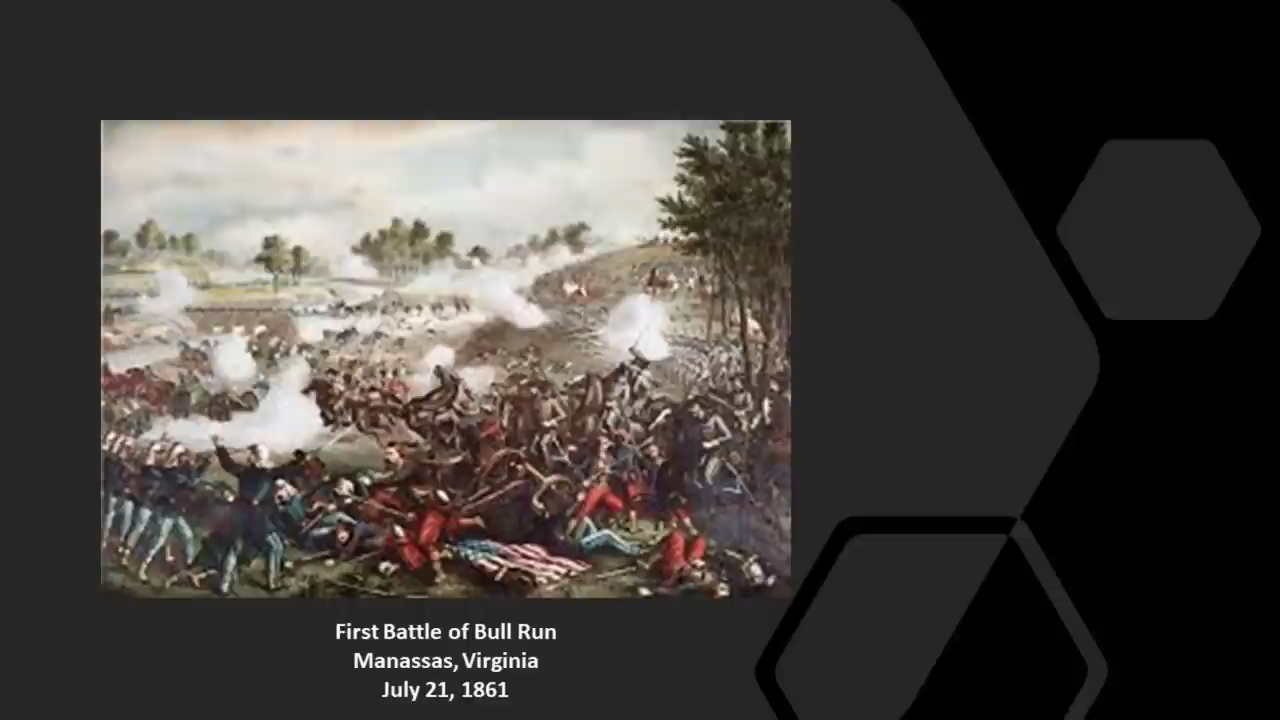 First Battle of Bull Run
Manassas, Virginia
July 21, 1861